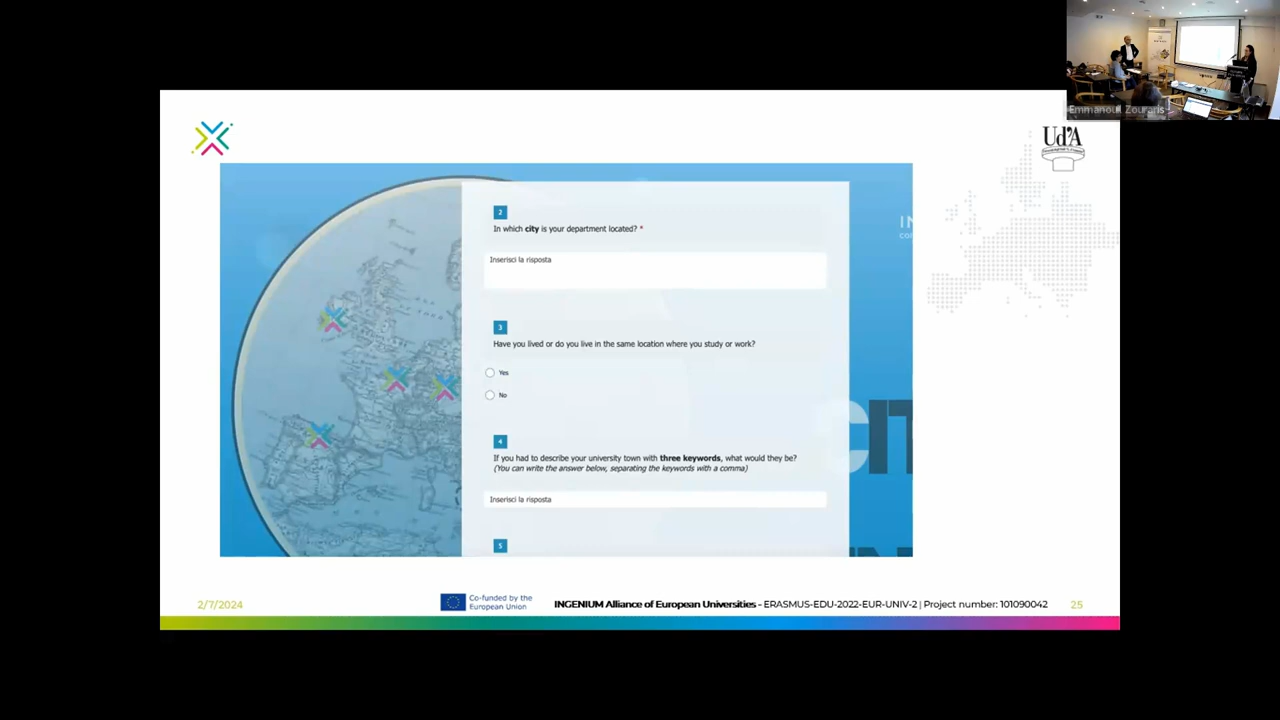 Emmanouil Zouraris
Ud'A
2
In which city is your department located? *
Inserisci la risposta
3
Have you lived or do you live in the same location where you study or work?
Yes
No
4
If you had to describe your university town with three keywords, what would they be?
(You can write the answer below, separating the keywords with a comma)
Inserisci la risposta
5
IN
CIT
2/7/2024
Co-funded by the
European Union
INGENIUM Alliance of European Universities - ERASMUS-EDU-2022-EUR-UNIV-2 | Project number: 101090042
25